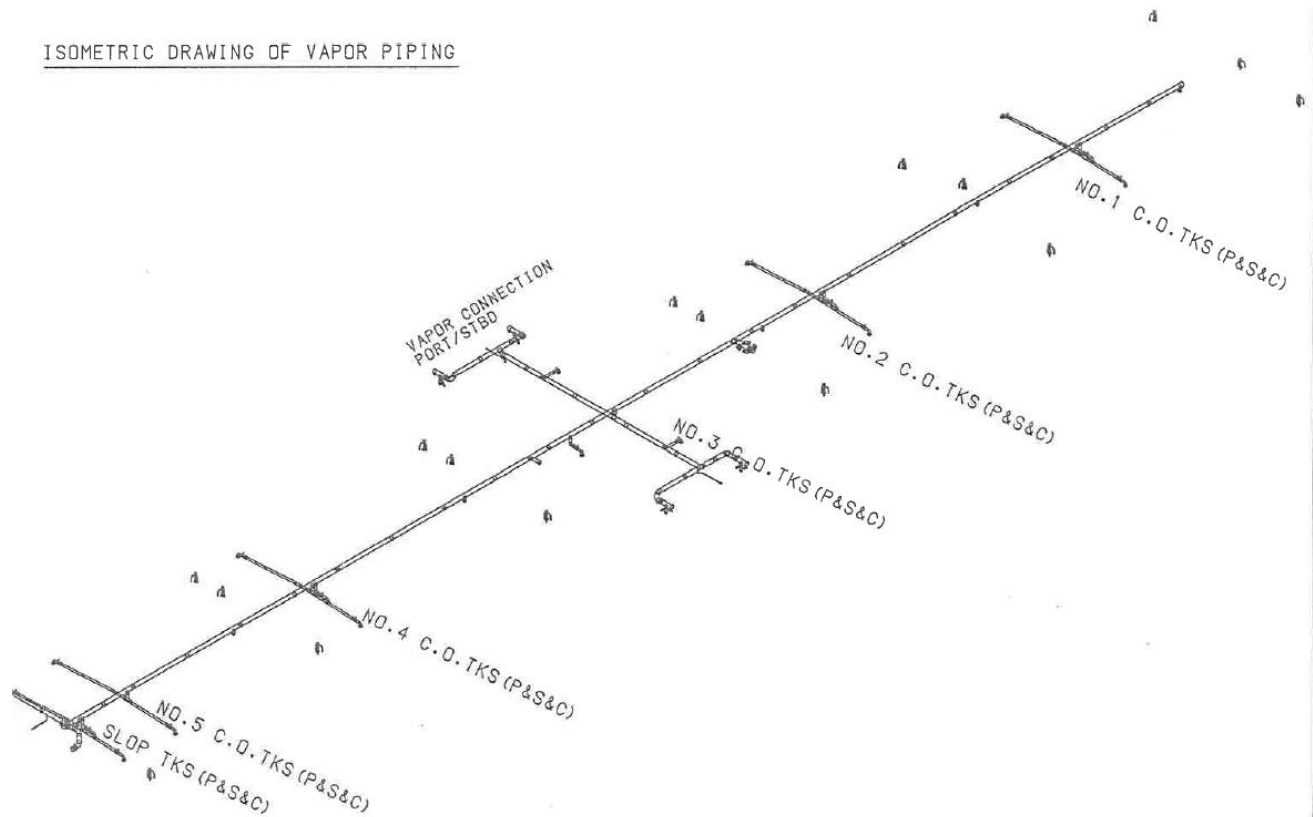 ISOMETRIC DRAWING OF VAPOR PIPING
NO.1 C.O.TKS(P&S&C)
VAPOR CONNECTION
PORT/STBD
NO.2 C.O.TKS(P&S&C)
NO.3 C.O.TKS(P&S&C)
NO.4 C.O.TKS(P&S&C)
NO.5 C.O.TKS(P&S&C)
SLOP TKS(P&S&C)